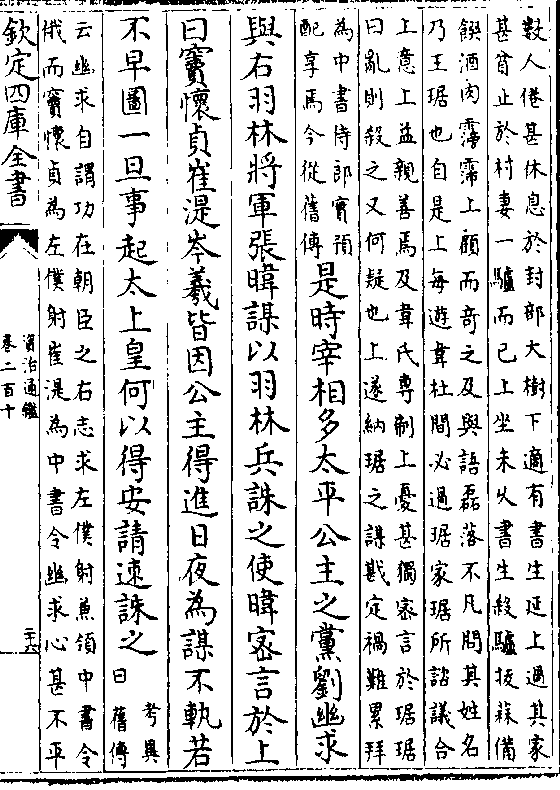 數人倦甚休息於封部大樹下適有書生延上過其家
甚貧止於村妻一驢而已上坐未久書生殺驢拔蒜備
饌酒肉霶霈上顧而奇之及與語磊落不凡問其姓名
乃王琚也自是上每遊韋杜間必過琚家琚所諮議合
上意上益親善焉及韋氏專制上憂甚獨密言於琚琚
曰亂則殺之又何疑也上遂納琚之謀戡定禍難累拜
為中書侍郎實預
配享焉今從舊傳
是時宰相多太平公主之黨劉幽求
與右羽林將軍張暐謀以羽林兵誅之使暐密言於上
曰竇懷貞崔湜岑羲皆因公主得進日夜為謀不軌若
不早圖一旦事起太上皇何以得安請速誅之
考異
曰舊傳
云幽求自謂功在朝臣之右志求左僕射兼領中書令
俄而竇懷貞為左僕射崔湜為中書令幽求心甚不平
欽定四庫全書
資治通鑑
卷二百十
二十六